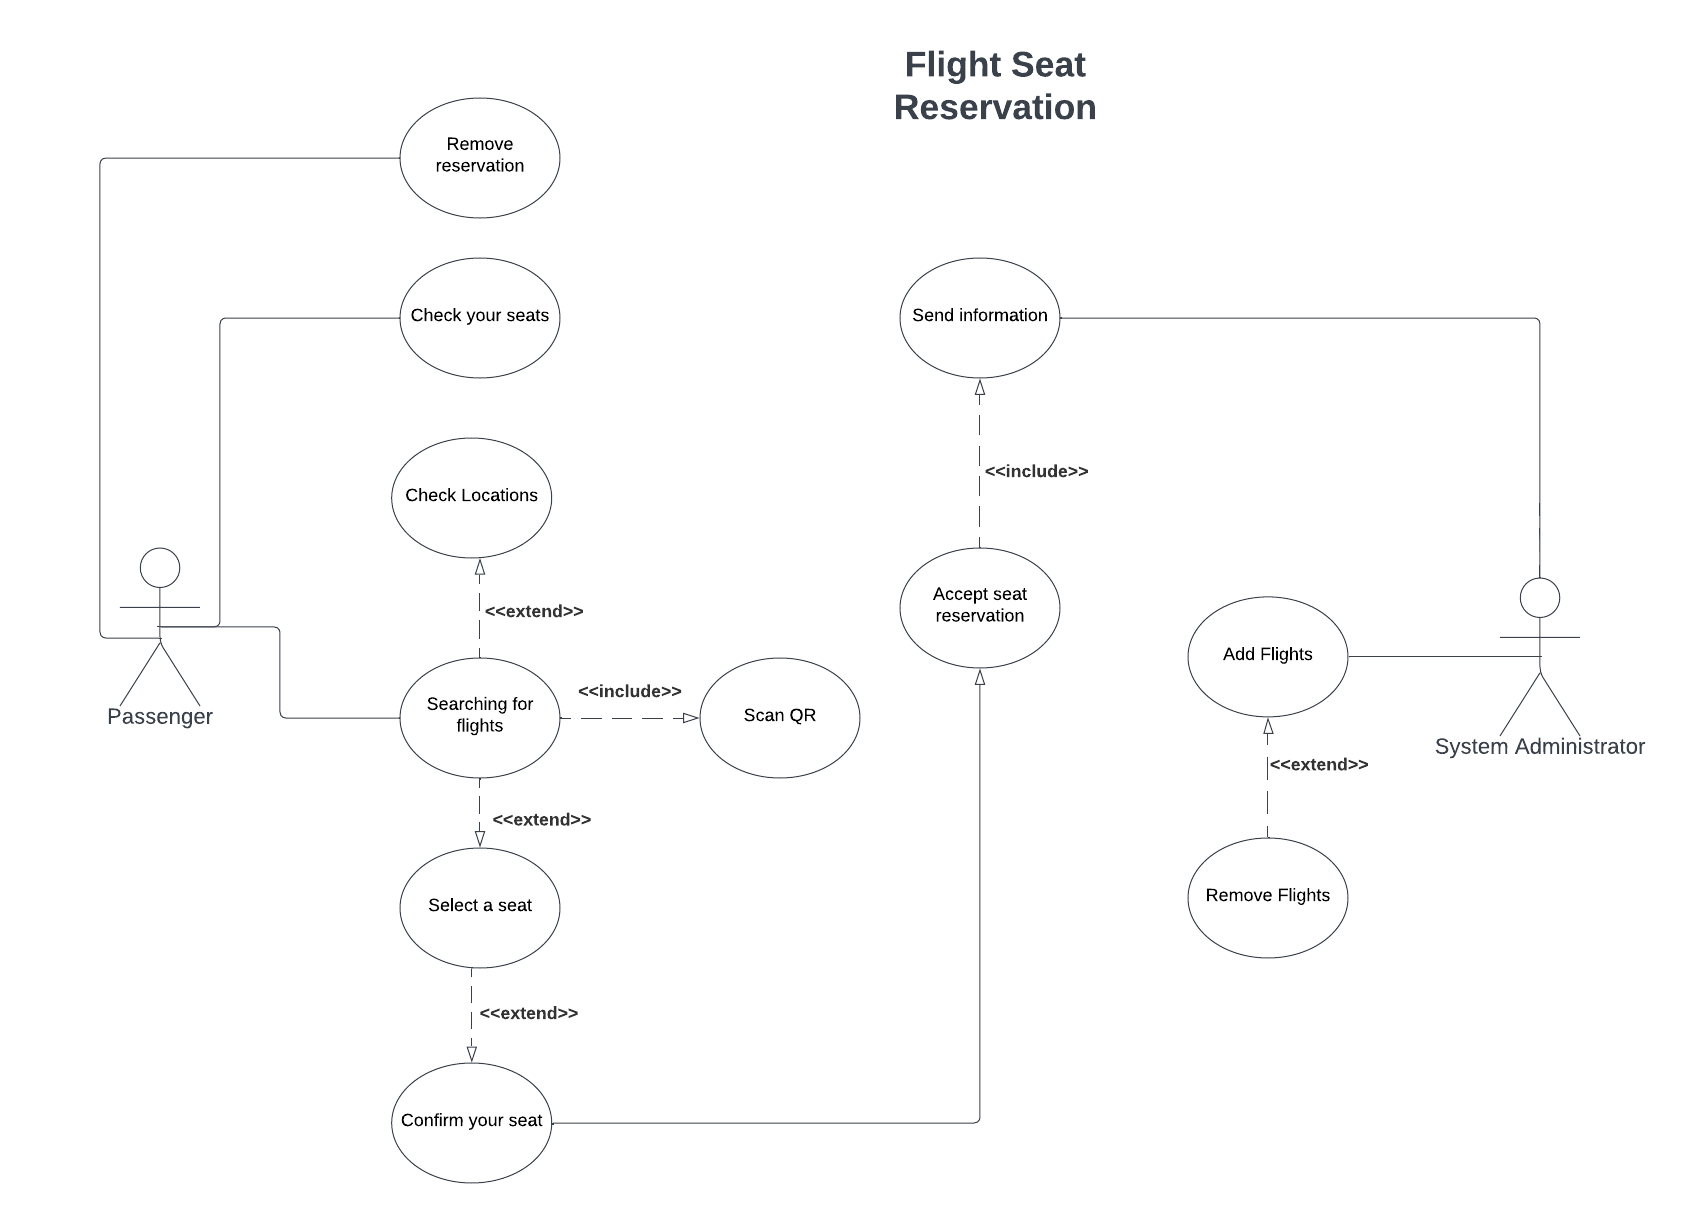 Flight Seat
Reservation
Remove
reservation
Check your seats
Send information
<<include>>
Check Locations
<<extend>>
Accept seat
reservation
Passenger
Searching for
flights
<<include>>
Scan QR
Add Flights
System Administrator
<<extend>>
<<extend>>
Select a seat
Remove Flights
<<extend>>
Confirm your seat